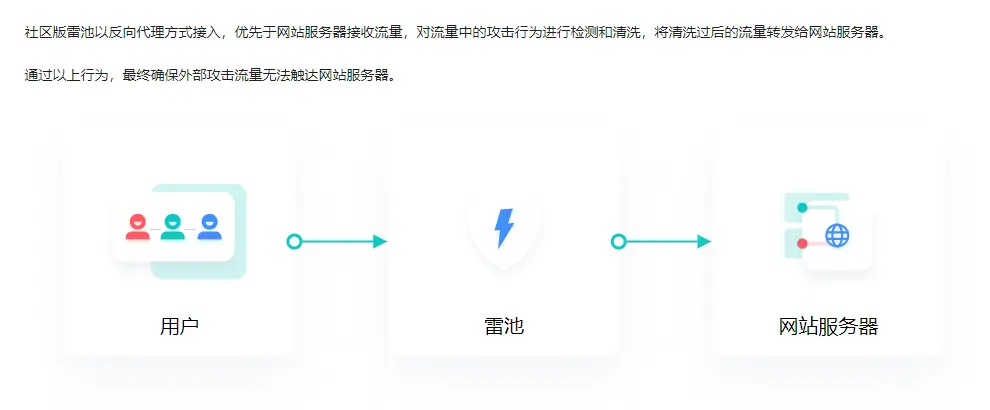 社区版雷池以反向代理方式接入，优先于网站服务器接收流量，对流量中的攻击行为进行检测和清洗，将清洗过后的流量转发给网站服务器。
通过以上行为，最终确保外部攻击流量无法触达网站服务器。
用户
雷池
网站服务器